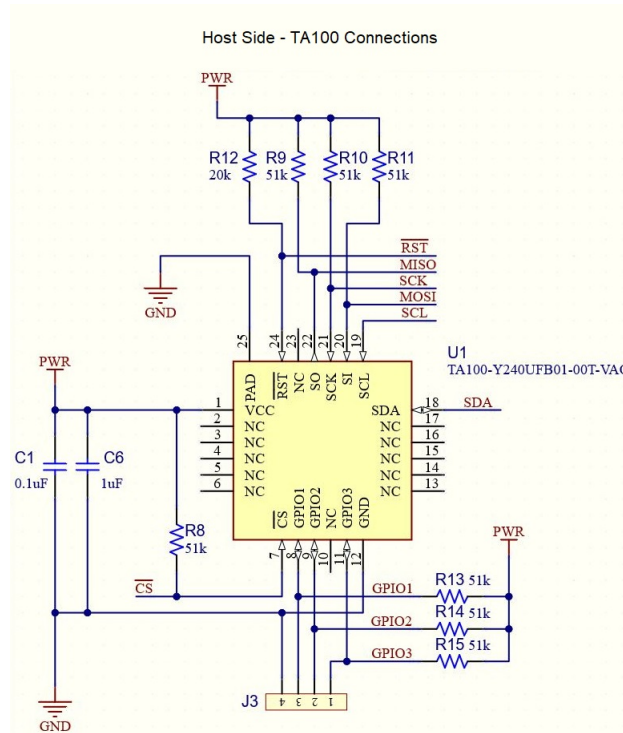 Host Side - TA100 Connections
PWR
R12 R9 R10 R11
20k 51k 51k 51k
RST
MISO
SCK
MOSI
SCL
GND
25 24 23 22 21 20 19
PAD RST NC SO SCK SI SCL
U1
TA100-Y240UFB01-00T-VAO
PWR
1 VCC SDA 18 SDA
2 NC NC 17
3 NC NC 16
4 NC NC 15
5 NC NC 14
6 NC NC 13
C1 C6
0.1uF 1uF
CS GPIO1 GPIO2 NC GPIO3 GND
7 8 9 10 11 12
R8
51k
PWR
CS
GPIO1 R13 51k
GPIO2 R14 51k
GPIO3 R15 51k
J3 4 3 2 1
GND